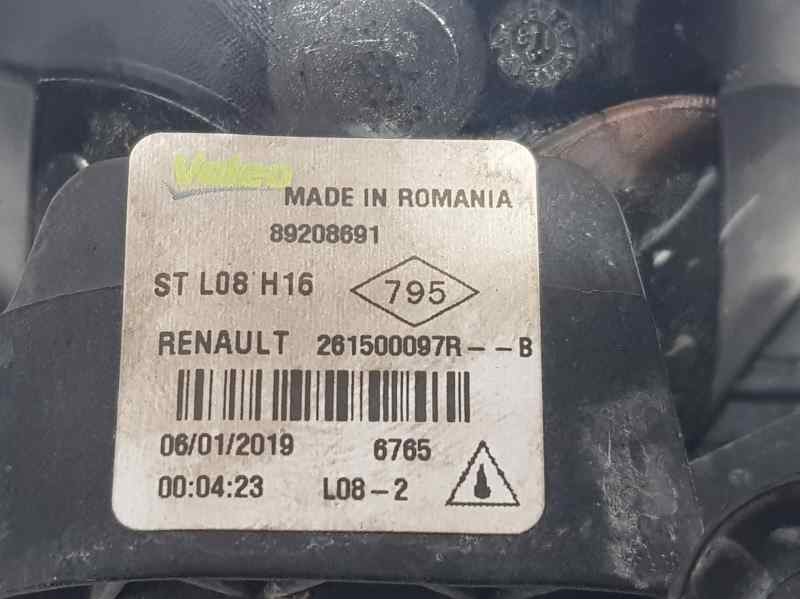 Valeo
MADE IN ROMANIA
89208691
ST L08 H16
795
RENAULT 261500097R--B
06/01/2019 6765
00:04:23 L08-2